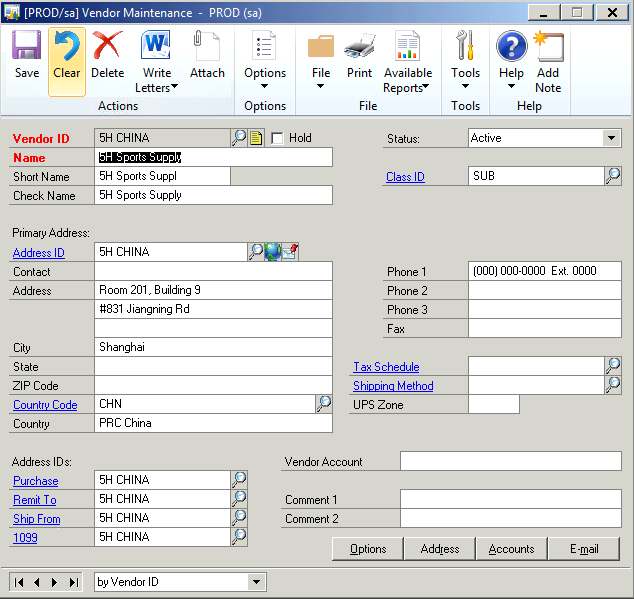 [PROD/sa] Vendor Maintenance - PROD (sa)
Save Clear Delete Write Letters Attach Options File Print Available Reports Tools Help Add Note
Actions Options File Tools Help
Vendor ID 5H CHINA Hold Status: Active
Name 5H Sports Supply
Short Name 5H Sports Suppl Class ID SUB
Check Name 5H Sports Supply
Primary Address:
Address ID 5H CHINA
Contact Phone 1 (000) 000-0000 Ext. 0000
Address Room 201, Building 9 Phone 2
#831 Jiangning Rd Phone 3
Fax
City Shanghai
State Tax Schedule
ZIP Code Shipping Method
Country Code CHN UPS Zone
Country PRC China
Address IDs: Vendor Account
Purchase 5H CHINA
Remit To 5H CHINA Comment 1
Ship From 5H CHINA Comment 2
1099 5H CHINA
Options Address Accounts E-mail
by Vendor ID